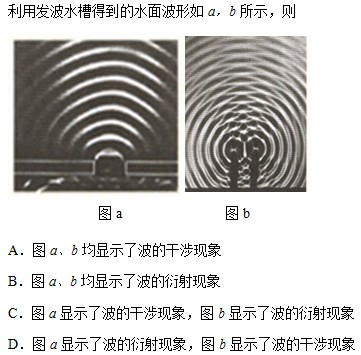 利用发波水槽得到的水面波形如 a，b 所示，则
图 a
图 b
A．图 a、b 均显示了波的干涉现象
B．图 a、b 均显示了波的衍射现象
C．图 a 显示了波的干涉现象，图 b 显示了波的衍射现象
D．图 a 显示了波的衍射现象，图 b 显示了波的干涉现象